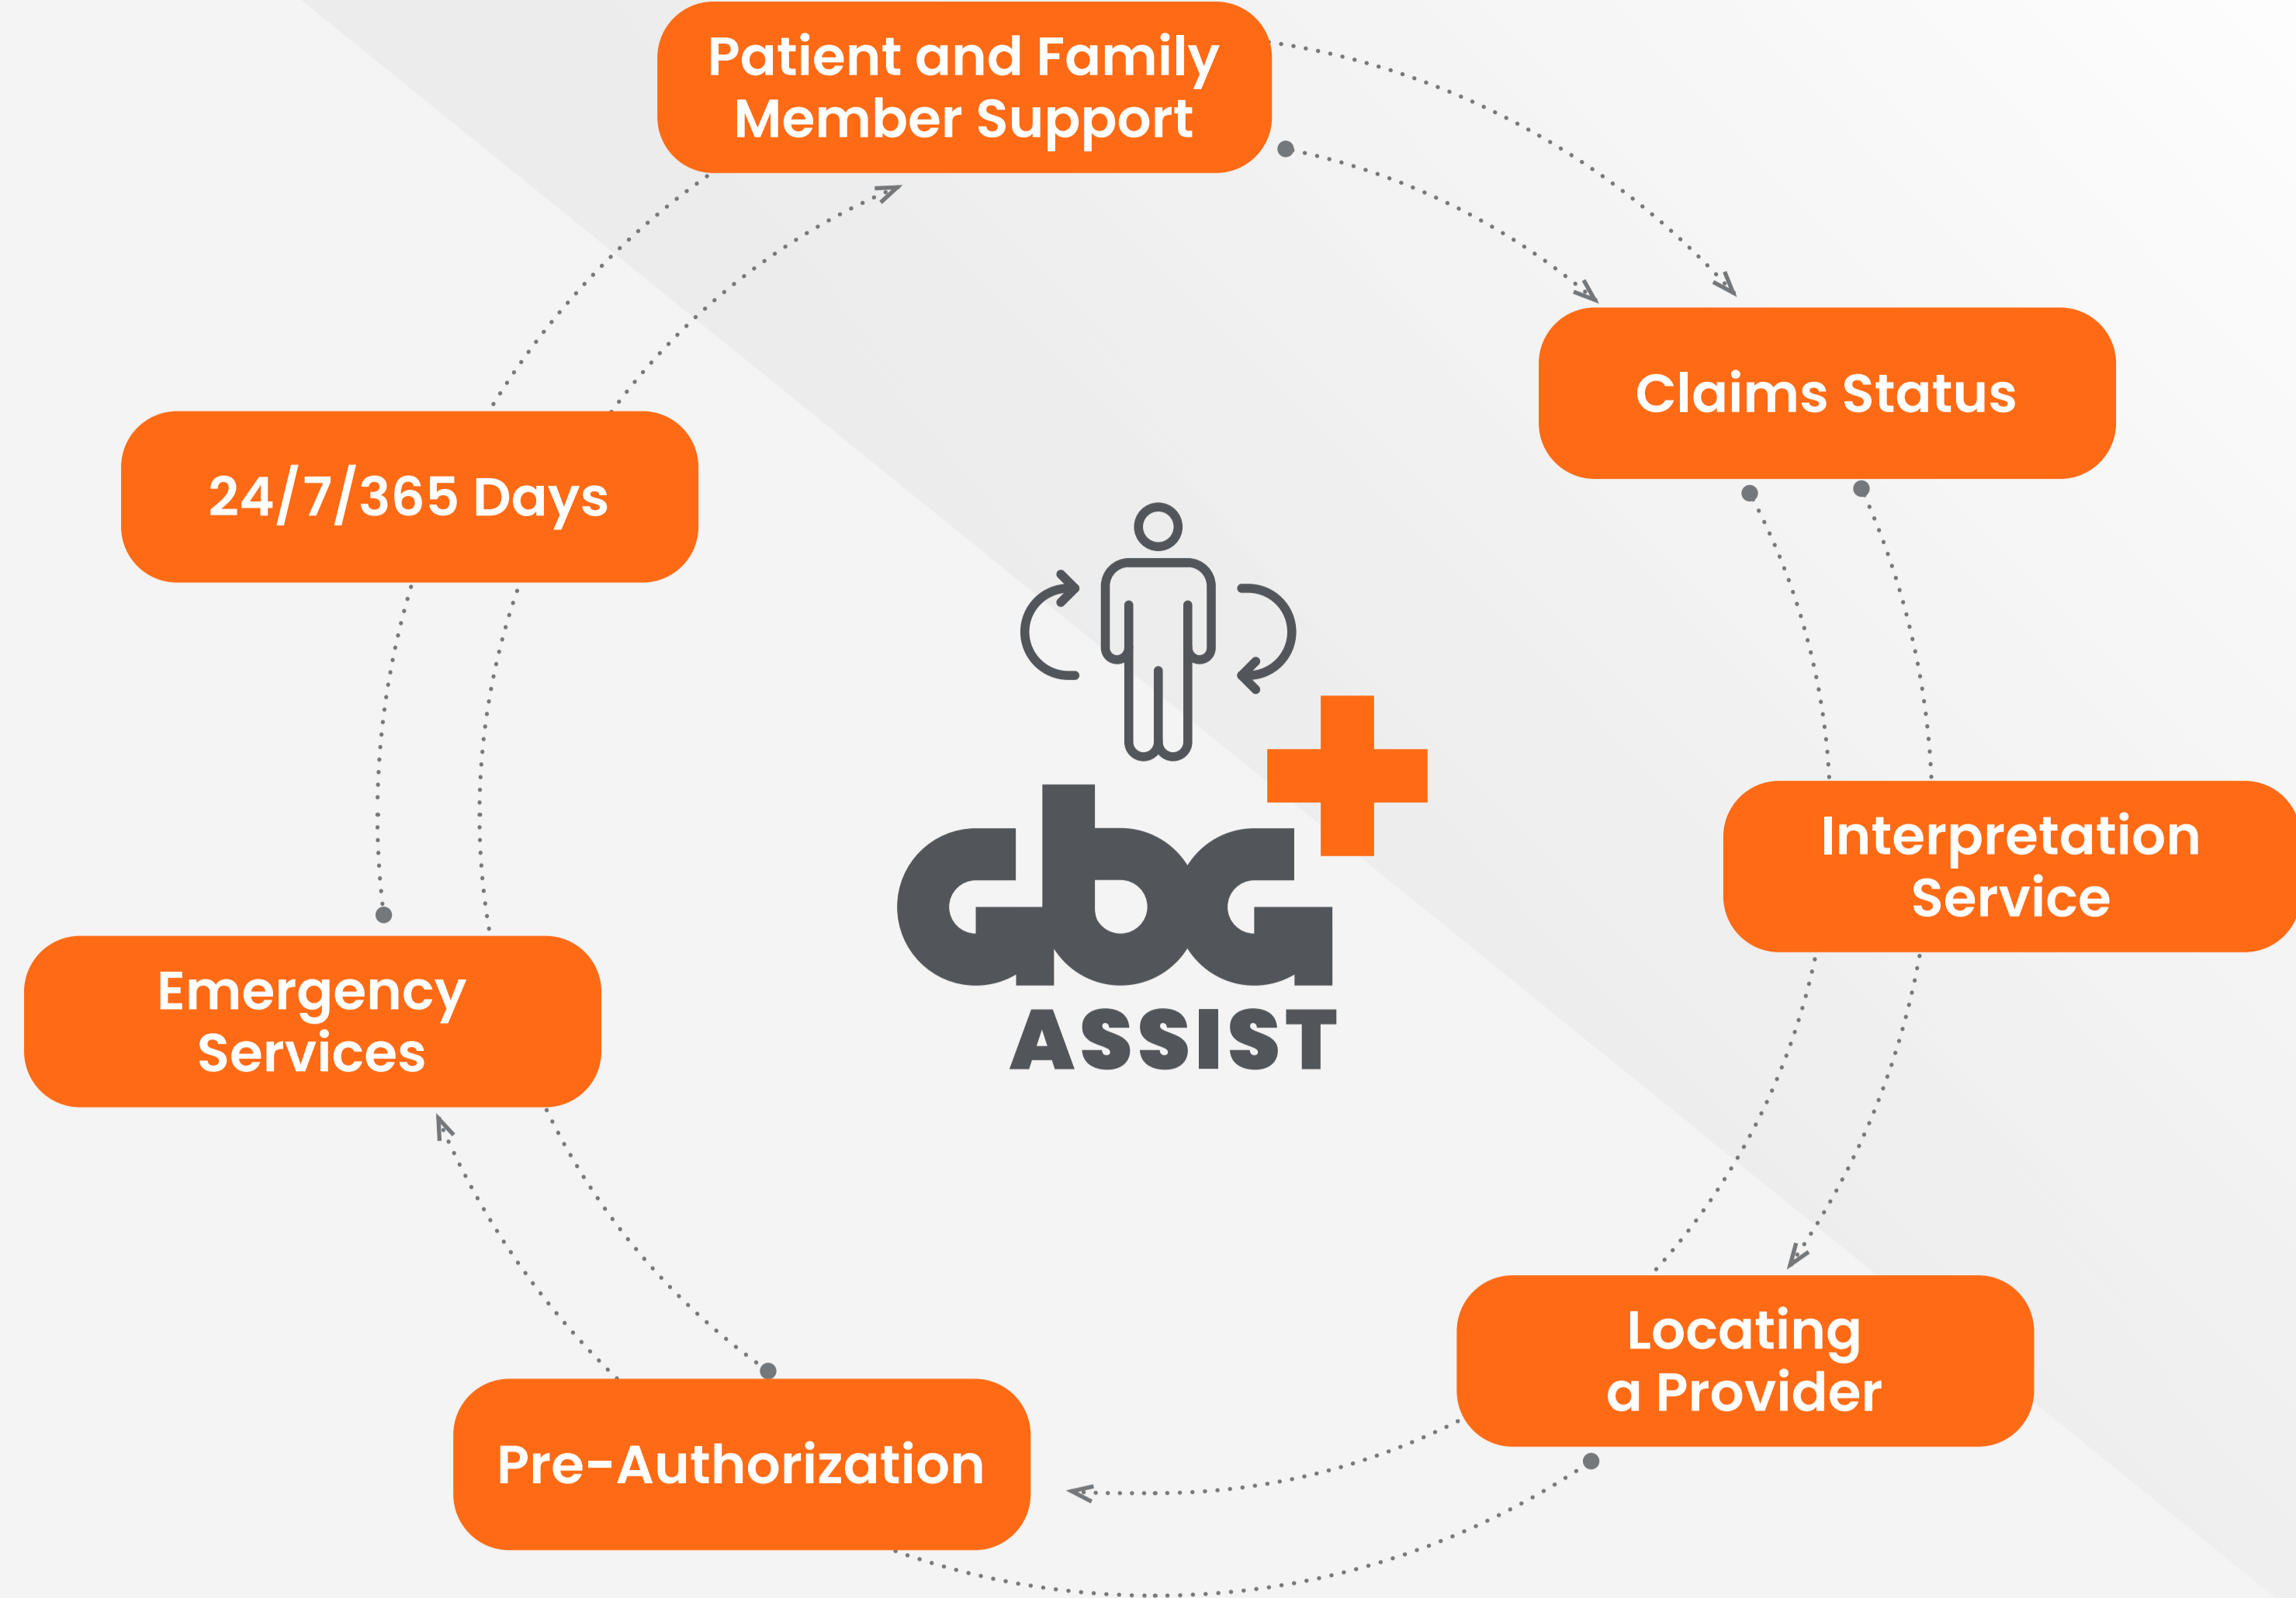 Patient and Family
Member Support
Claims Status
24/7/365 Days
Interpretation
Service
cbg
ASSIST
Emergency
Services
Locating
a Provider
Pre-Authorization